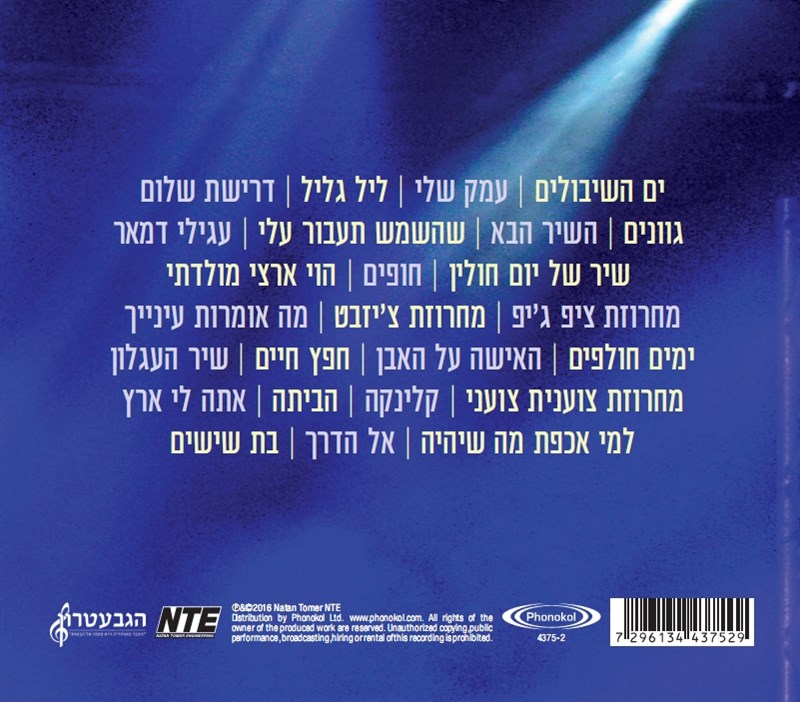 ים השיבולים | עמק שלי | ליל גליל | דרישת שלום
גוונים | השיר הבא | שהשמש תעבור עלי | עגילי דמאר
שיר של יום חולין | חופים | הוי ארצי מולדתי
מחרוזת ציפ ג'יפ | מחרוזת צ'יזבט | מה אומרות עינייך
ימים חולפים | האישה על האבן | חפץ חיים | שיר העגלון
מחרוזת צוענית צועני | קלינקה | הביתה | אתה לי ארץ
למי אכפת מה שיהיה | אל הדרך | בת שישים
הגבעטרון
NTE
NATAN TOMER ENGINEERING
℗&©2016 Natan Tomer NTE
Distribution by Phonokol Ltd. www.phonokol.com. All rights of the
owner of the produced work are reserved. Unauthorized copying,public
performance, broadcasting,hiring or rental of this recording is prohibited.
Phonokol
4375-2
7 296134 437529